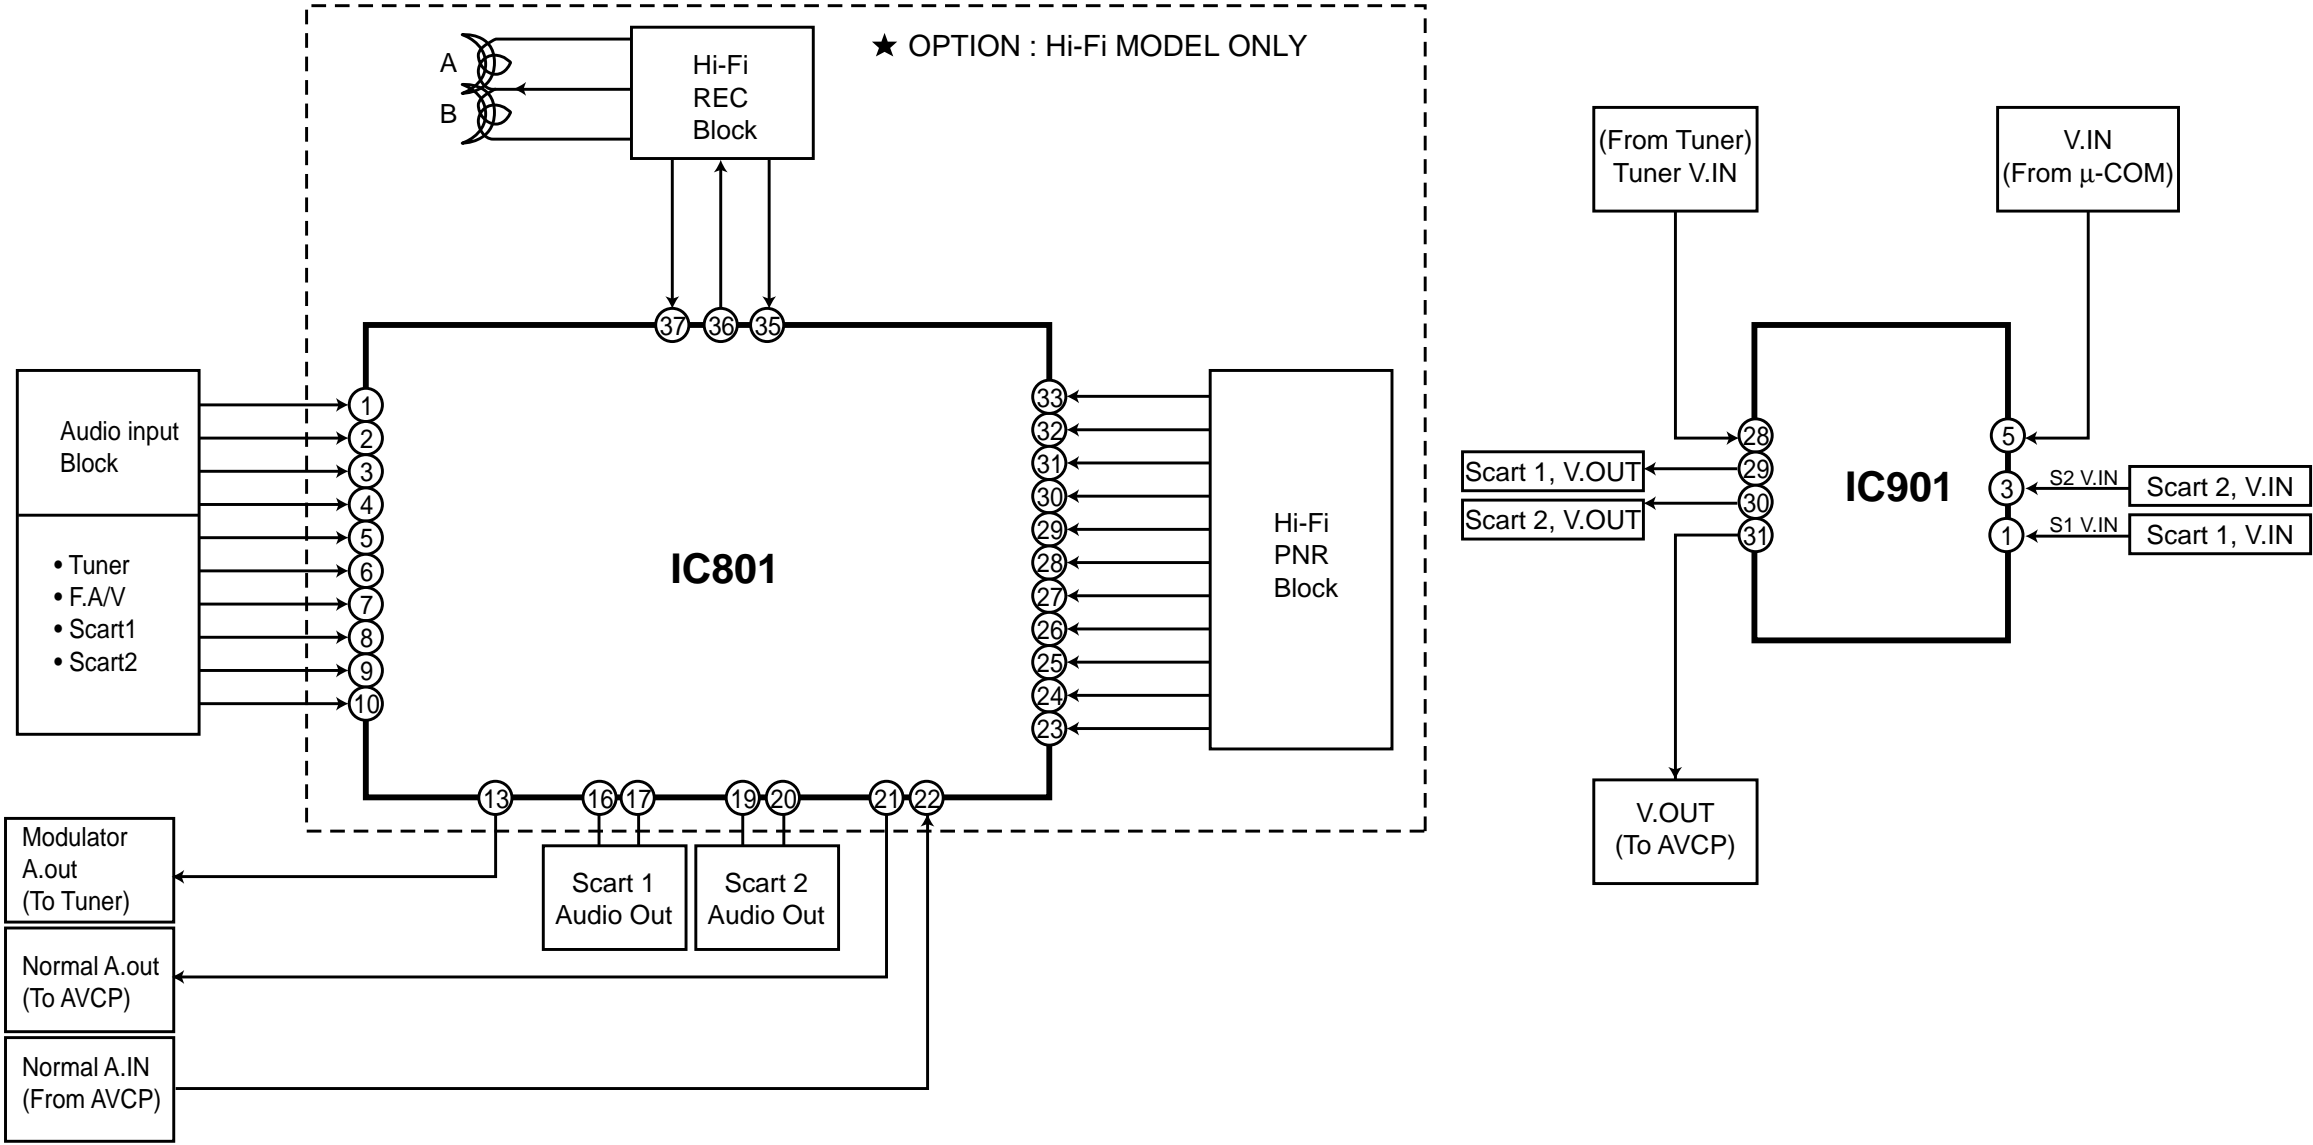 ★ OPTION : Hi-Fi MODEL ONLY
A
B
Hi-Fi
REC
Block
37
36
35
Audio input
Block
• Tuner
• F.A/V
• Scart1
• Scart2
1
2
3
4
5
6
7
8
9
10
IC801
33
32
31
30
29
28
27
26
25
24
23
Hi-Fi
PNR
Block
13
16
17
19
20
21
22
Modulator
A.out
(To Tuner)
Normal A.out
(To AVCP)
Normal A.IN
(From AVCP)
Scart 1
Audio Out
Scart 2
Audio Out
(From Tuner)
Tuner V.IN
V.IN
(From μ-COM)
28
29
30
31
Scart 1, V.OUT
Scart 2, V.OUT
IC901
5
3
1
S2 V.IN
Scart 2, V.IN
S1 V.IN
Scart 1, V.IN
V.OUT
(To AVCP)